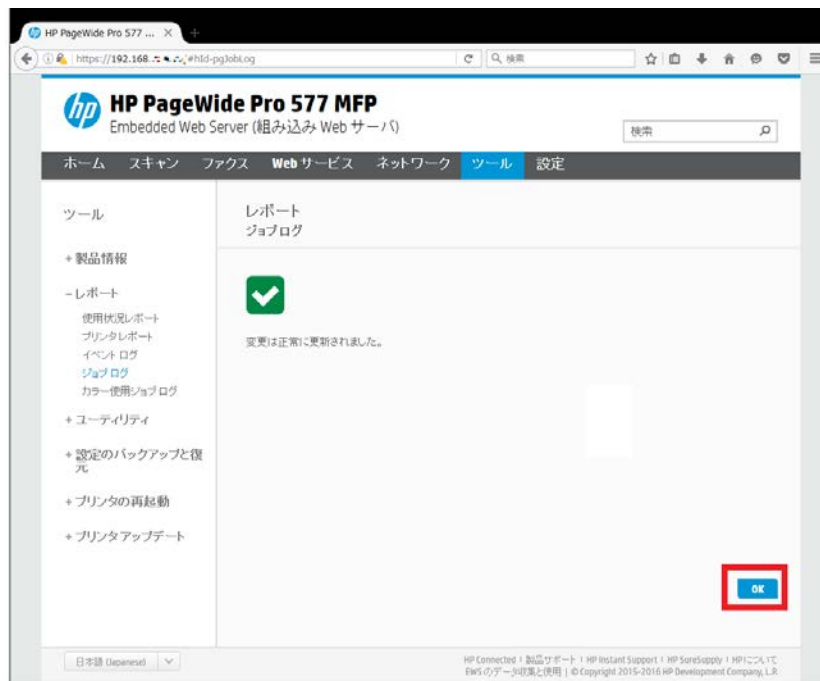 HP PageWide Pro 577 ...
https://192.168.
#hId-pgJobLog
検索
hp
HP PageWide Pro 577 MFP
Embedded Web Server (組み込み Web サーバ)
検索
ホーム スキャン ファクス Web サービス ネットワーク ツール 設定
ツール
レポート
ジョブログ
+ 製品情報
- レポート
使用状況レポート
プリンタレポート
イベント ログ
ジョブ ログ
カラー使用ジョブ ログ
変更は正常に更新されました。
+ ユーティリティ
+ 設定のバックアップと復
元
+ プリンタの再起動
+ プリンタ アップデート
OK
日本語 (Japanese)
HP Connected | 製品サポート | HP Instant Support | HP SureSupply | HPについて
EWS のデータ収集と使用 | © Copyright 2015-2016 HP Development Company, L.P.